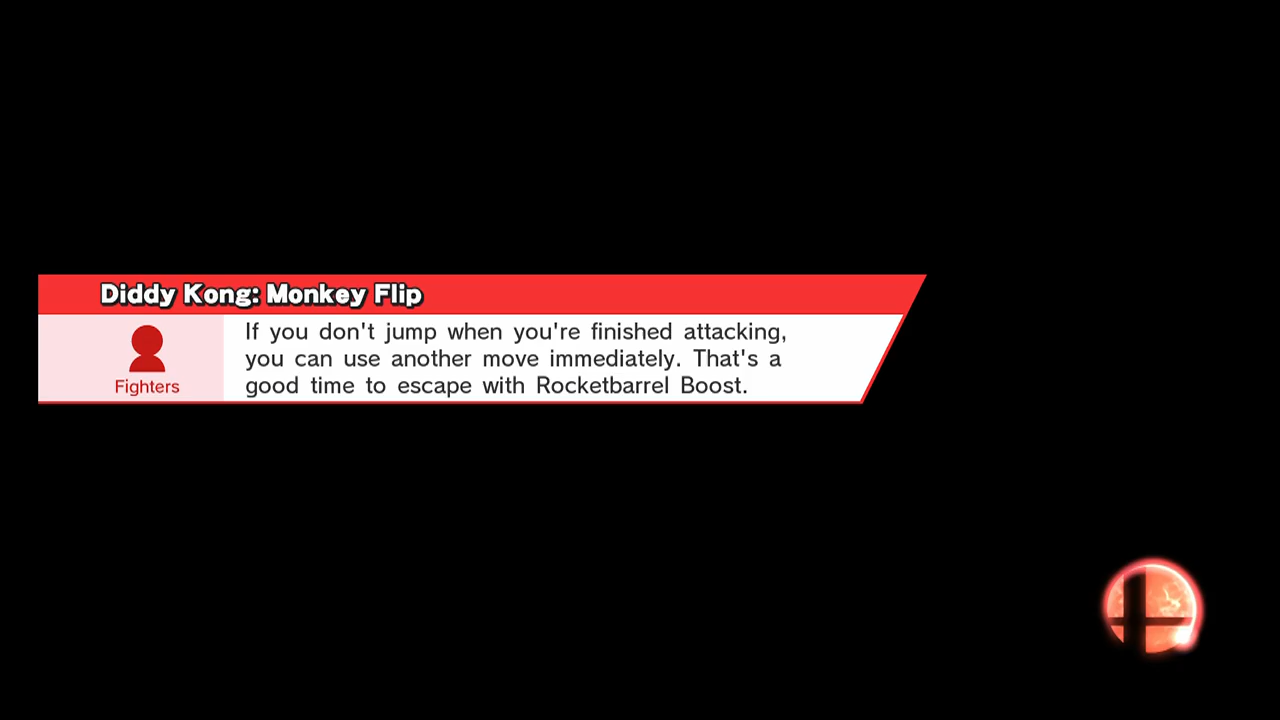 Diddy Kong: Monkey Flip
Fighters
If you don't jump when you're finished attacking,
you can use another move immediately. That's a
good time to escape with Rocketbarrel Boost.